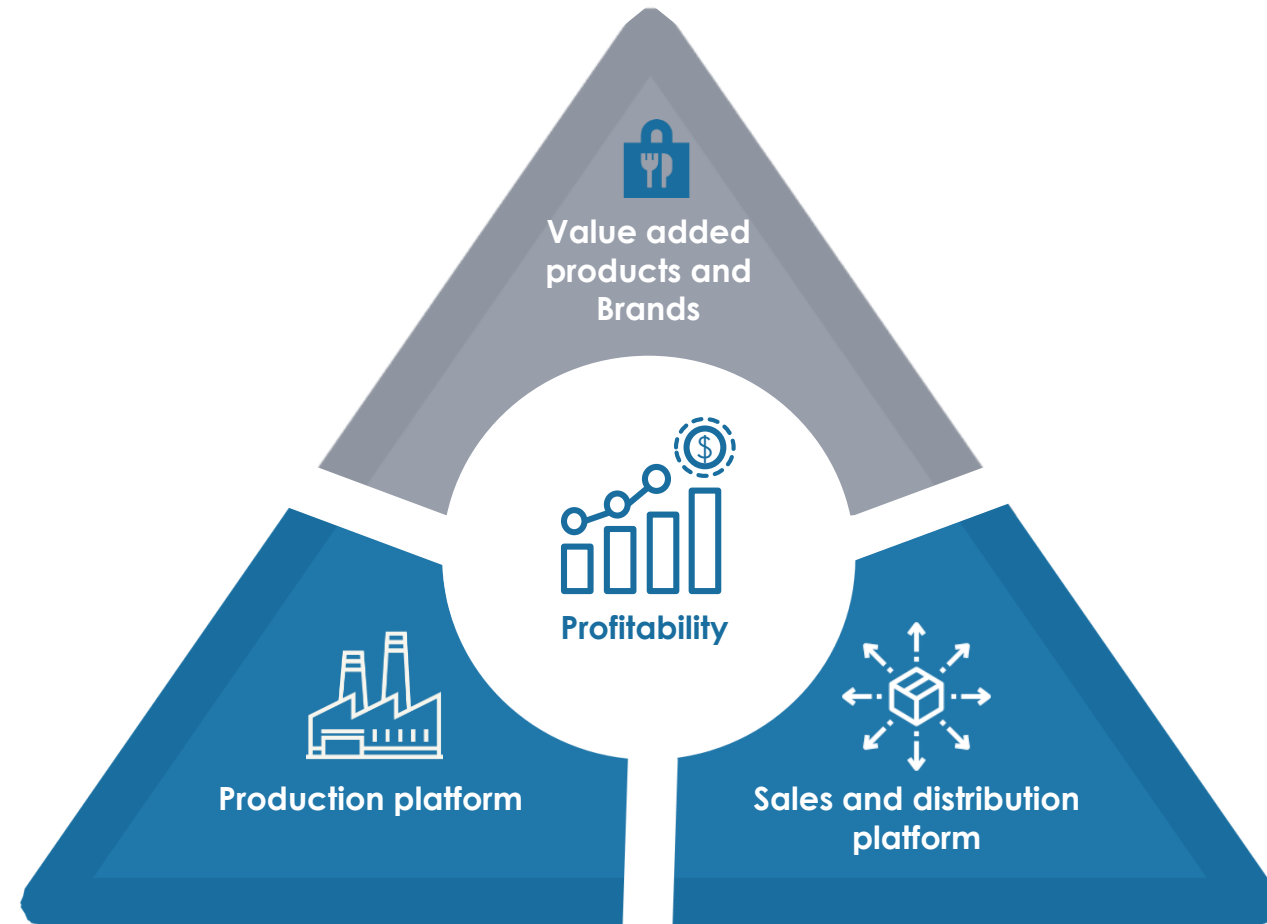 Value added
products and
Brands
$
Profitability
Production platform
Sales and distribution
platform